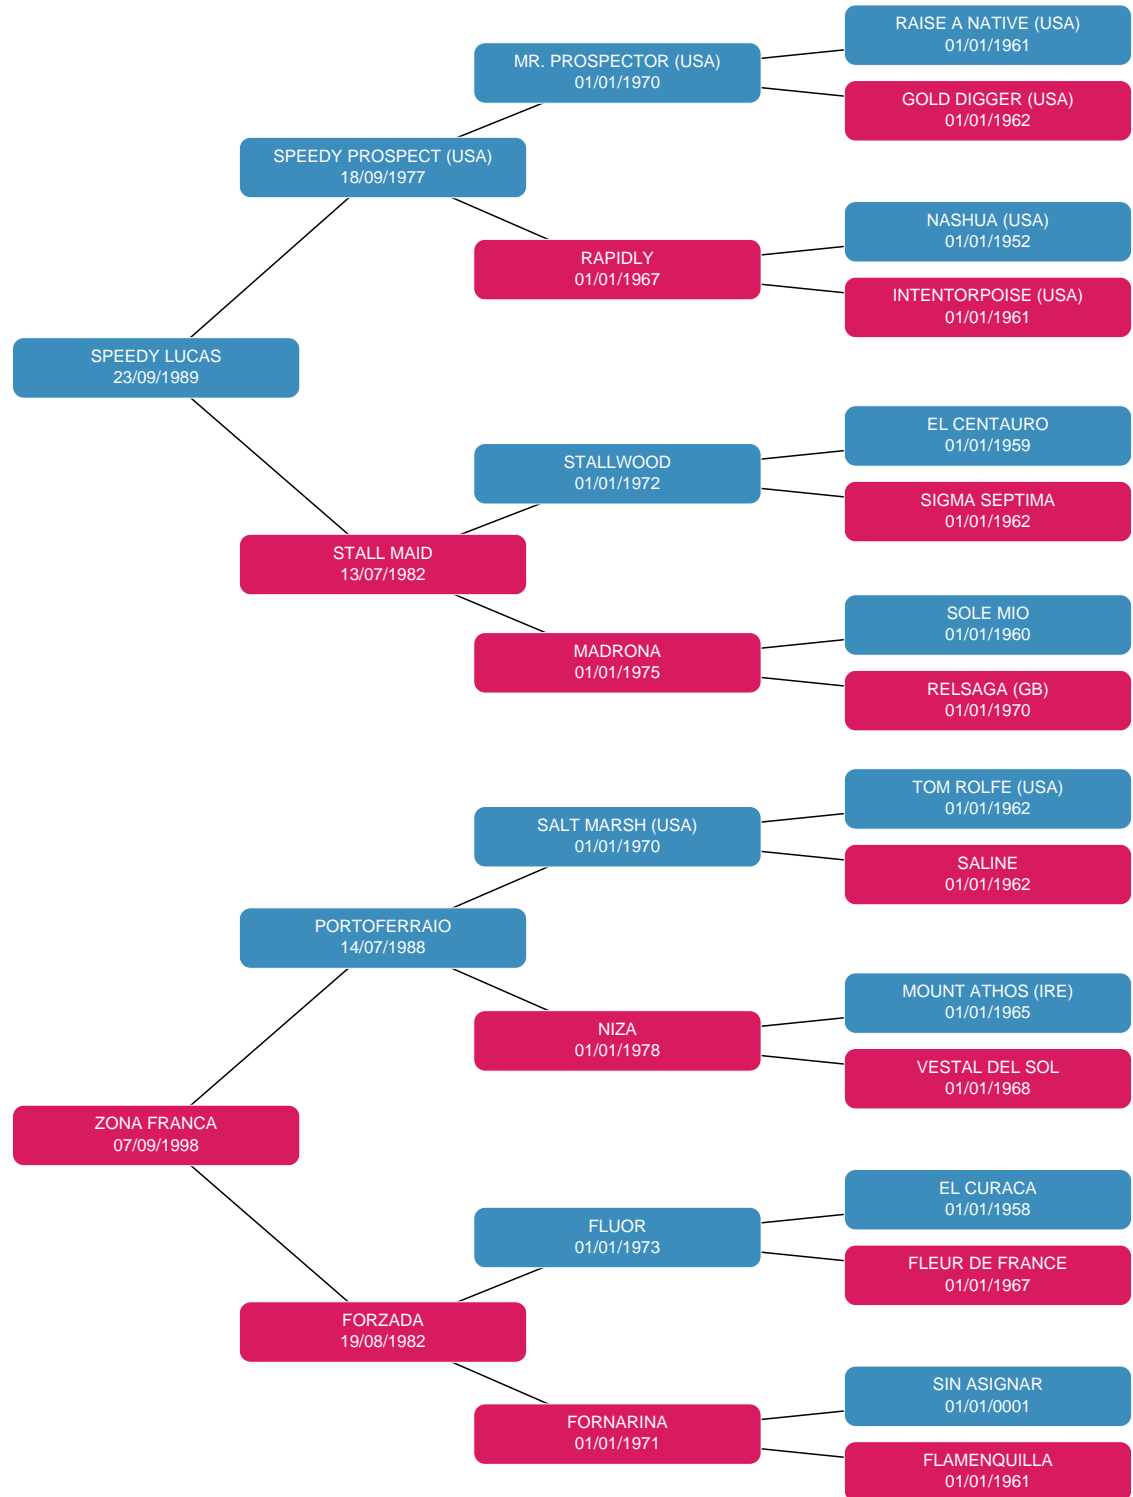 RAISE A NATIVE (USA)
01/01/1961
MR. PROSPECTOR (USA)
01/01/1970
GOLD DIGGER (USA)
01/01/1962
SPEEDY PROSPECT (USA)
18/09/1977
NASHUA (USA)
01/01/1952
RAPIDLY
01/01/1967
INTENTORPOISE (USA)
01/01/1961
SPEEDY LUCAS
23/09/1989
EL CENTAURO
01/01/1959
STALLWOOD
01/01/1972
SIGMA SEPTIMA
01/01/1962
STALL MAID
13/07/1982
SOLE MIO
01/01/1960
MADRONA
01/01/1975
RELSAGA (GB)
01/01/1970
TOM ROLFE (USA)
01/01/1962
SALT MARSH (USA)
01/01/1970
SALINE
01/01/1962
PORTOFERRAIO
14/07/1988
MOUNT ATHOS (IRE)
01/01/1965
NIZA
01/01/1978
VESTAL DEL SOL
01/01/1968
ZONA FRANCA
07/09/1998
EL CURACA
01/01/1958
FLUOR
01/01/1973
FLEUR DE FRANCE
01/01/1967
FORZADA
19/08/1982
SIN ASIGNAR
01/01/0001
FORNARINA
01/01/1971
FLAMENQUILLA
01/01/1961